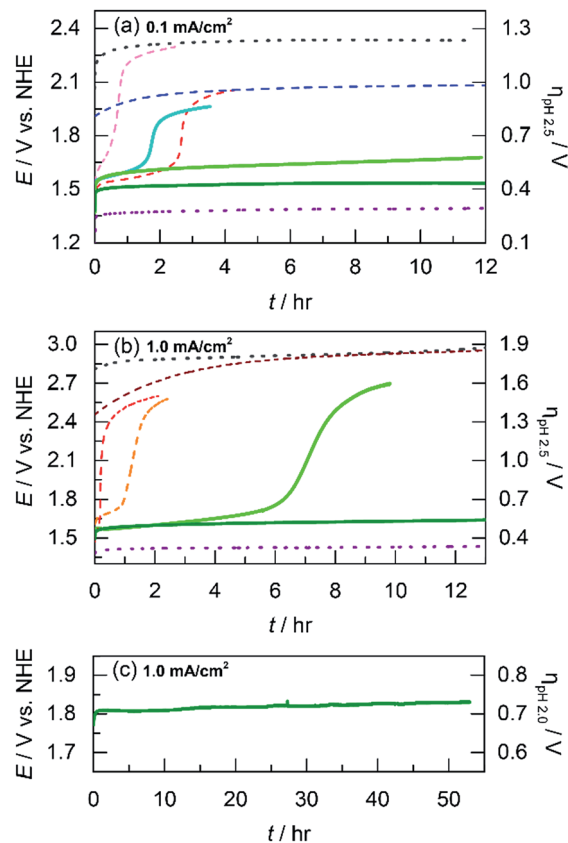 (a) 0.1 mA/cm²
2.4
2.1
1.8
1.5
1.2
E / V vs. NHE
1.3
1.0
0.7
0.4
0.1
η pH 2.5 / V
0 2 4 6 8 10 12
t / hr
(b) 1.0 mA/cm²
3.0
2.7
2.4
2.1
1.8
1.5
E / V vs. NHE
1.9
1.6
1.3
1.0
0.7
0.4
η pH 2.5 / V
0 2 4 6 8 10 12
t / hr
(c) 1.0 mA/cm²
1.9
1.8
1.7
E / V vs. NHE
0.8
0.7
0.6
η pH 2.0 / V
0 10 20 30 40 50
t / hr